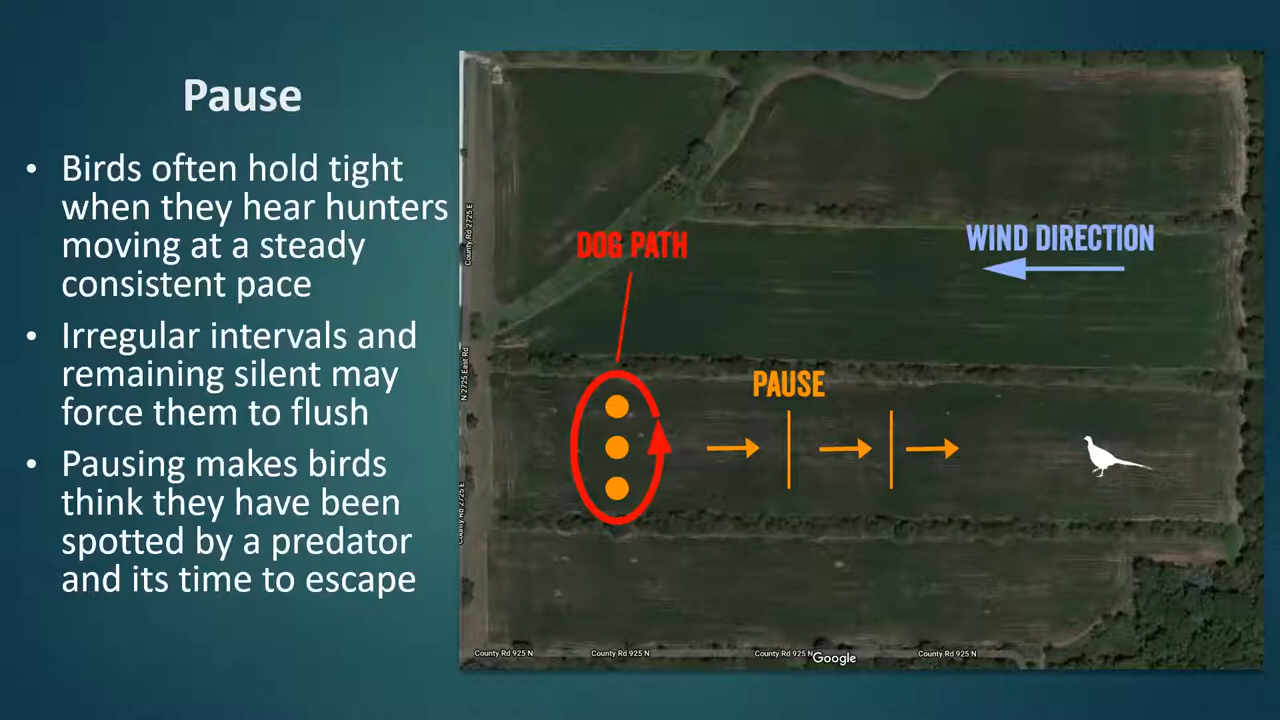 Pause
• Birds often hold tight
when they hear hunters
moving at a steady
consistent pace
• Irregular intervals and
remaining silent may
force them to flush
• Pausing makes birds
think they have been
spotted by a predator
and its time to escape
County Rd 2725 E
DOG PATH
WIND DIRECTION
N 2725 East Rd
PAUSE
County Rd 2725 E
County Rd 925 N
County Rd 925 N
County Rd 925 N
Google
County Rd 925 N